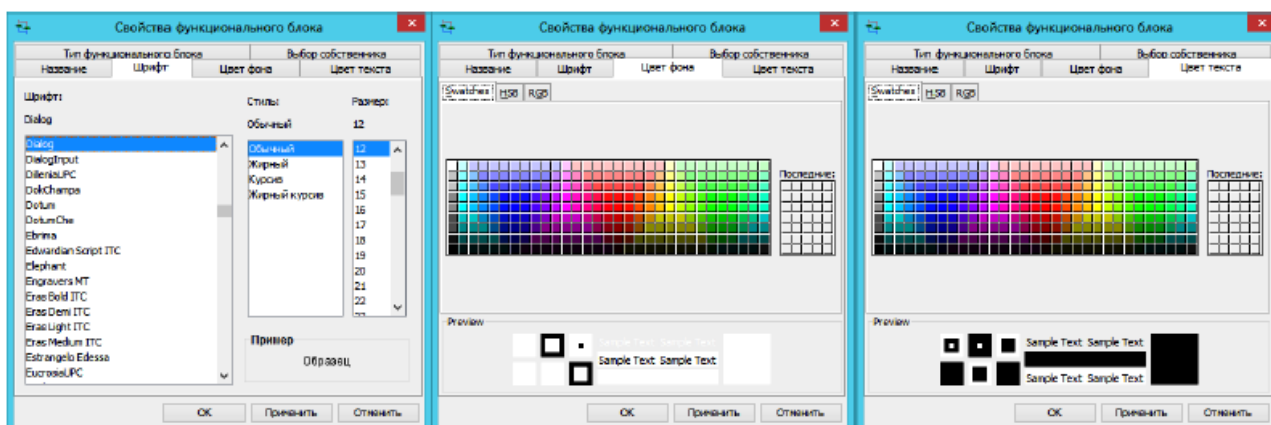 Свойства функционального блока
Тип функционального блока Выбор собственника
Название Шрифт Цвет фона Цвет текста
Шрифт: Стиль: Размер:
Dialog Обычный 12
Dialog Обычный 12
DialogInput Жирный 13
DilleniaUPC Курсив 14
DokChampa Жирный курсив 15
Dotum 16
DotumChe 17
Ebrima 18
Edwardian Script ITC 19
Elephant 20
Engravers MT 21
Eras Bold ITC 22
Eras Demi ITC
Eras Light ITC
Eras Medium ITC Пример
Estrangelo Edessa Образец
EucrosiaUPC
ОК Применить Отменить
Свойства функционального блока
Тип функционального блока Выбор собственника
Название Шрифт Цвет фона Цвет текста
Swatches HSB RGB
Последние:
Preview
Sample Text Sample Text
Sample Text Sample Text
ОК Применить Отменить
Свойства функционального блока
Тип функционального блока Выбор собственника
Название Шрифт Цвет фона Цвет текста
Swatches HSB RGB
Последние:
Preview
Sample Text Sample Text
Sample Text Sample Text
ОК Применить Отменить